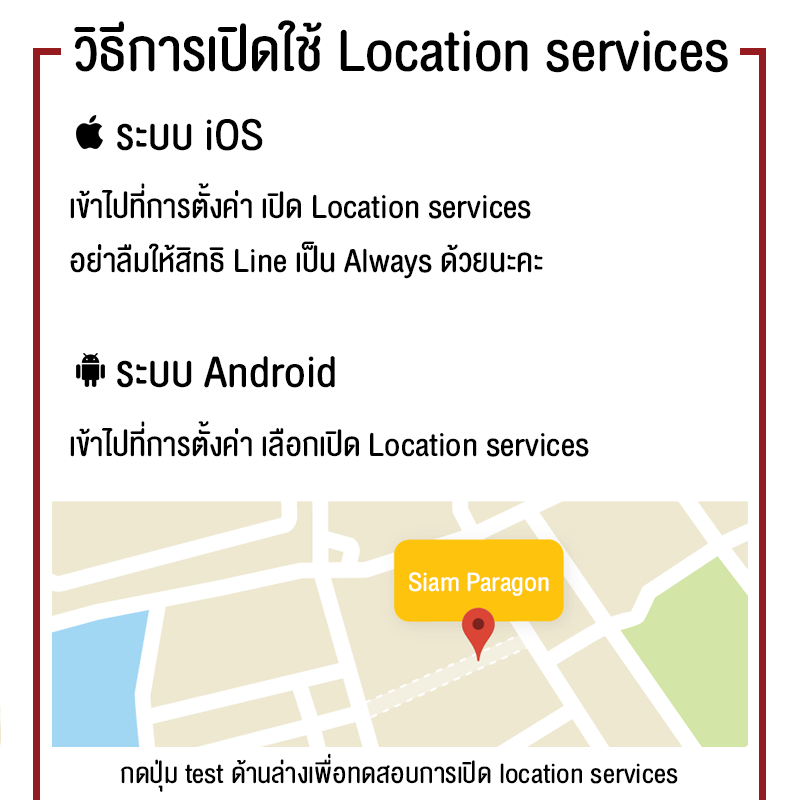 วิธีการเปิดใช้ Location services
ระบบ iOS
เข้าไปที่การตั้งค่า เปิด Location services
อย่าลืมให้สิทธิ Line เป็น Always ด้วยนะคะ
ระบบ Android
เข้าไปที่การตั้งค่า เลือกเปิด Location services
Siam Paragon
กดปุ่ม test ด้านล่างเพื่อทดสอบการเปิด location services